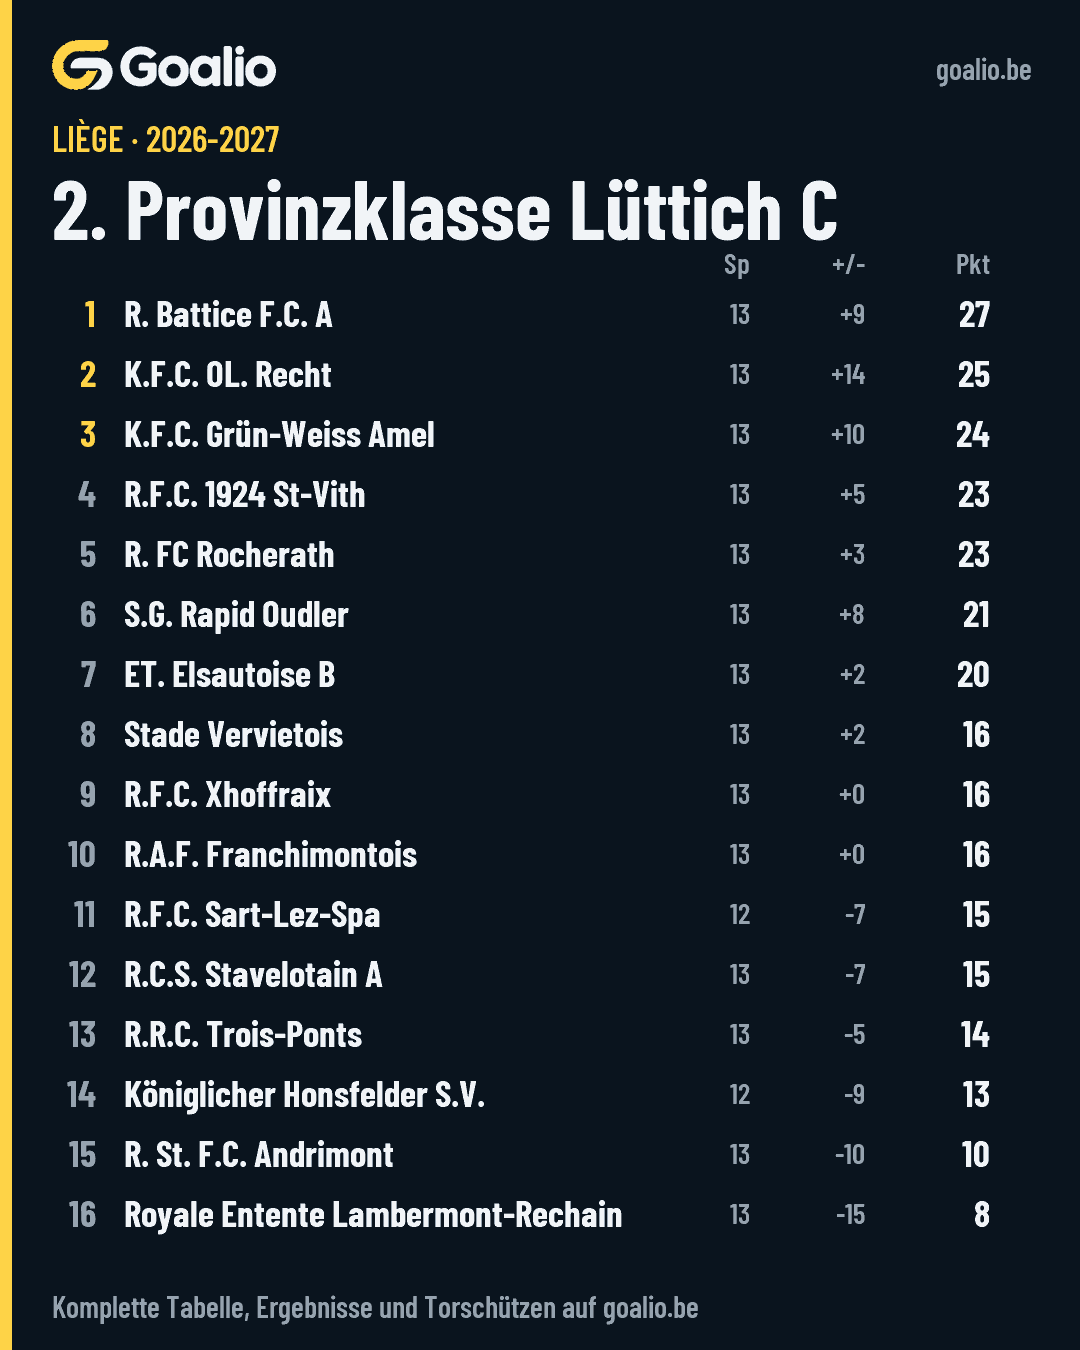 Goalio
goalio.be
LIÈGE · 2026-2027
2. Provinzklasse Lüttich C
Sp +/- Pkt
1 R. Battice F.C. A 13 +9 27
2 K.F.C. OL. Recht 13 +14 25
3 K.F.C. Grün-Weiss Amel 13 +10 24
4 R.F.C. 1924 St-Vith 13 +5 23
5 R. FC Rocherath 13 +3 23
6 S.G. Rapid Oudler 13 +8 21
7 ET. Elsautoise B 13 +2 20
8 Stade Vervietois 13 +2 16
9 R.F.C. Xhoffraix 13 +0 16
10 R.A.F. Franchimontois 13 +0 16
11 R.F.C. Sart-Lez-Spa 12 -7 15
12 R.C.S. Stavelotain A 13 -7 15
13 R.R.C. Trois-Ponts 13 -5 14
14 Königlicher Honsfelder S.V. 12 -9 13
15 R. St. F.C. Andrimont 13 -10 10
16 Royale Entente Lambermont-Rechain 13 -15 8
Komplette Tabelle, Ergebnisse und Torschützen auf goalio.be